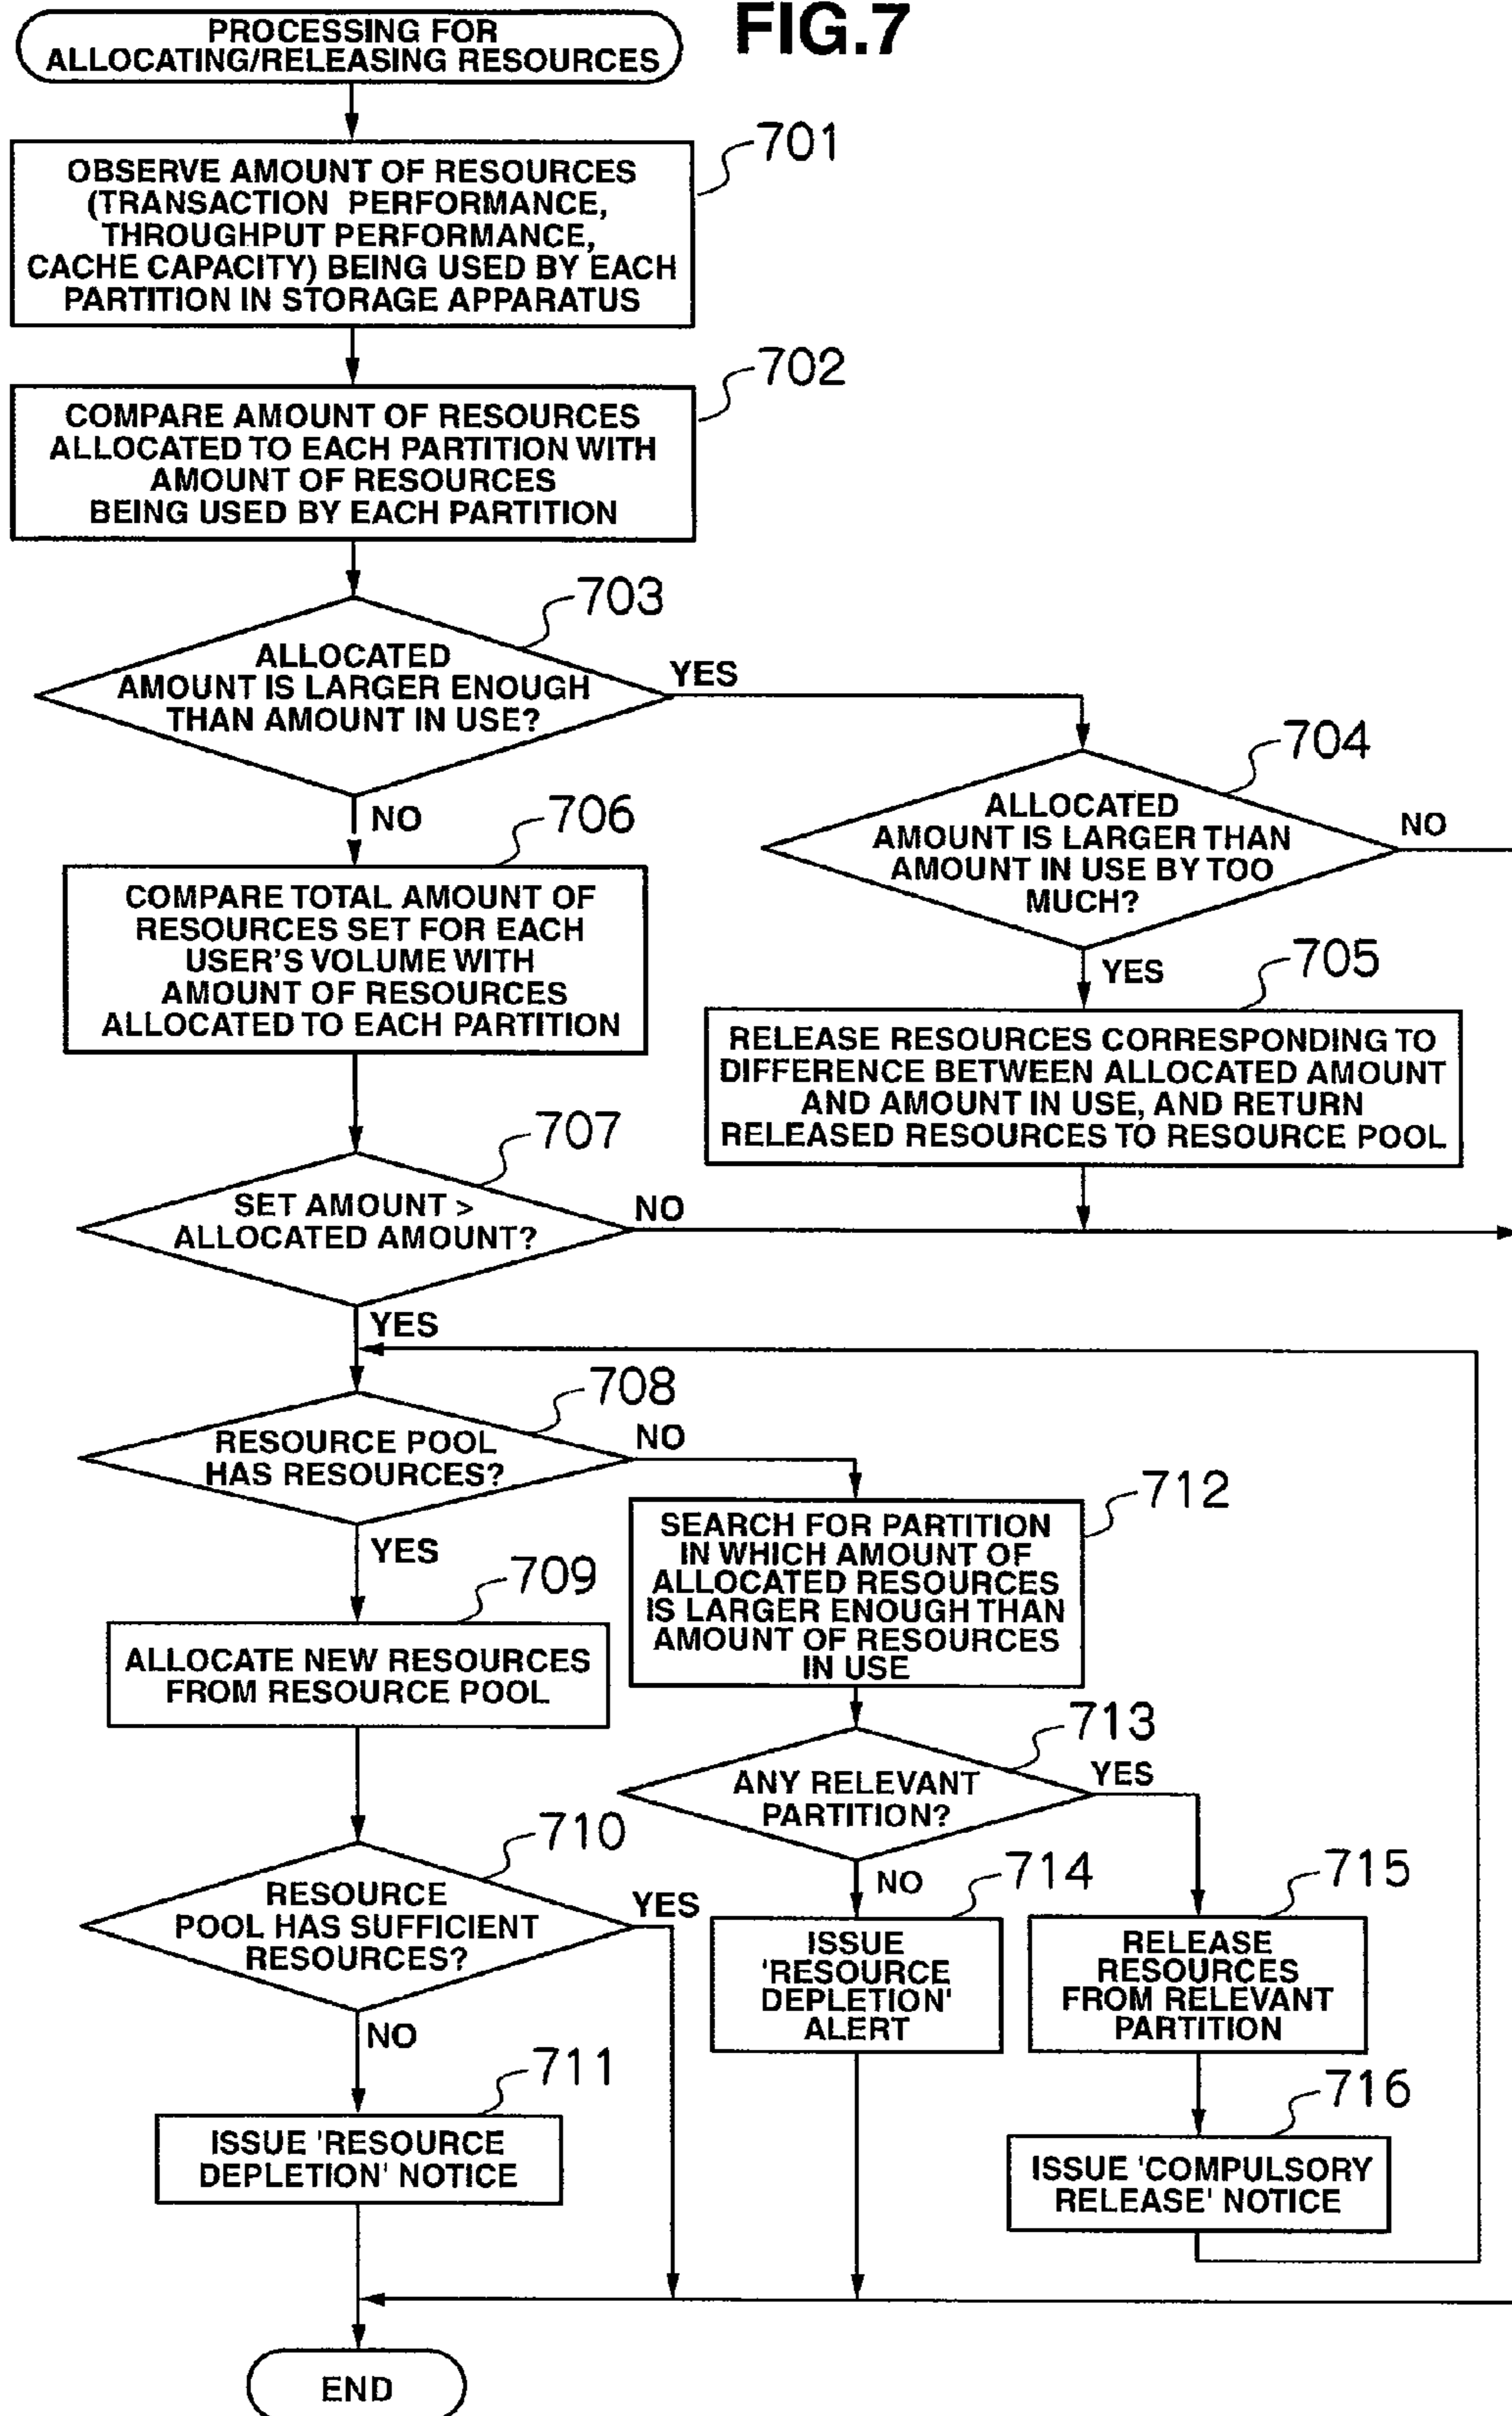 FIG.7
PROCESSING FOR
ALLOCATING/RELEASING RESOURCES
701
OBSERVE AMOUNT OF RESOURCES
(TRANSACTION PERFORMANCE,
THROUGHPUT PERFORMANCE,
CACHE CAPACITY) BEING USED BY EACH
PARTITION IN STORAGE APPARATUS
702
COMPARE AMOUNT OF RESOURCES
ALLOCATED TO EACH PARTITION WITH
AMOUNT OF RESOURCES
BEING USED BY EACH PARTITION
703
ALLOCATED
AMOUNT IS LARGER ENOUGH
THAN AMOUNT IN USE?
YES
NO
704
ALLOCATED
AMOUNT IS LARGER THAN
AMOUNT IN USE BY TOO
MUCH?
NO
YES
705
RELEASE RESOURCES CORRESPONDING TO
DIFFERENCE BETWEEN ALLOCATED AMOUNT
AND AMOUNT IN USE, AND RETURN
RELEASED RESOURCES TO RESOURCE POOL
706
COMPARE TOTAL AMOUNT OF
RESOURCES SET FOR EACH
USER'S VOLUME WITH
AMOUNT OF RESOURCES
ALLOCATED TO EACH PARTITION
707
SET AMOUNT >
ALLOCATED AMOUNT?
NO
YES
708
RESOURCE POOL
HAS RESOURCES?
NO
YES
709
ALLOCATE NEW RESOURCES
FROM RESOURCE POOL
710
RESOURCE
POOL HAS SUFFICIENT
RESOURCES?
YES
NO
711
ISSUE 'RESOURCE
DEPLETION' NOTICE
712
SEARCH FOR PARTITION
IN WHICH AMOUNT OF
ALLOCATED RESOURCES
IS LARGER ENOUGH THAN
AMOUNT OF RESOURCES
IN USE
713
ANY RELEVANT
PARTITION?
YES
NO
714
ISSUE
'RESOURCE
DEPLETION'
ALERT
715
RELEASE
RESOURCES
FROM RELEVANT
PARTITION
716
ISSUE 'COMPULSORY
RELEASE' NOTICE
END